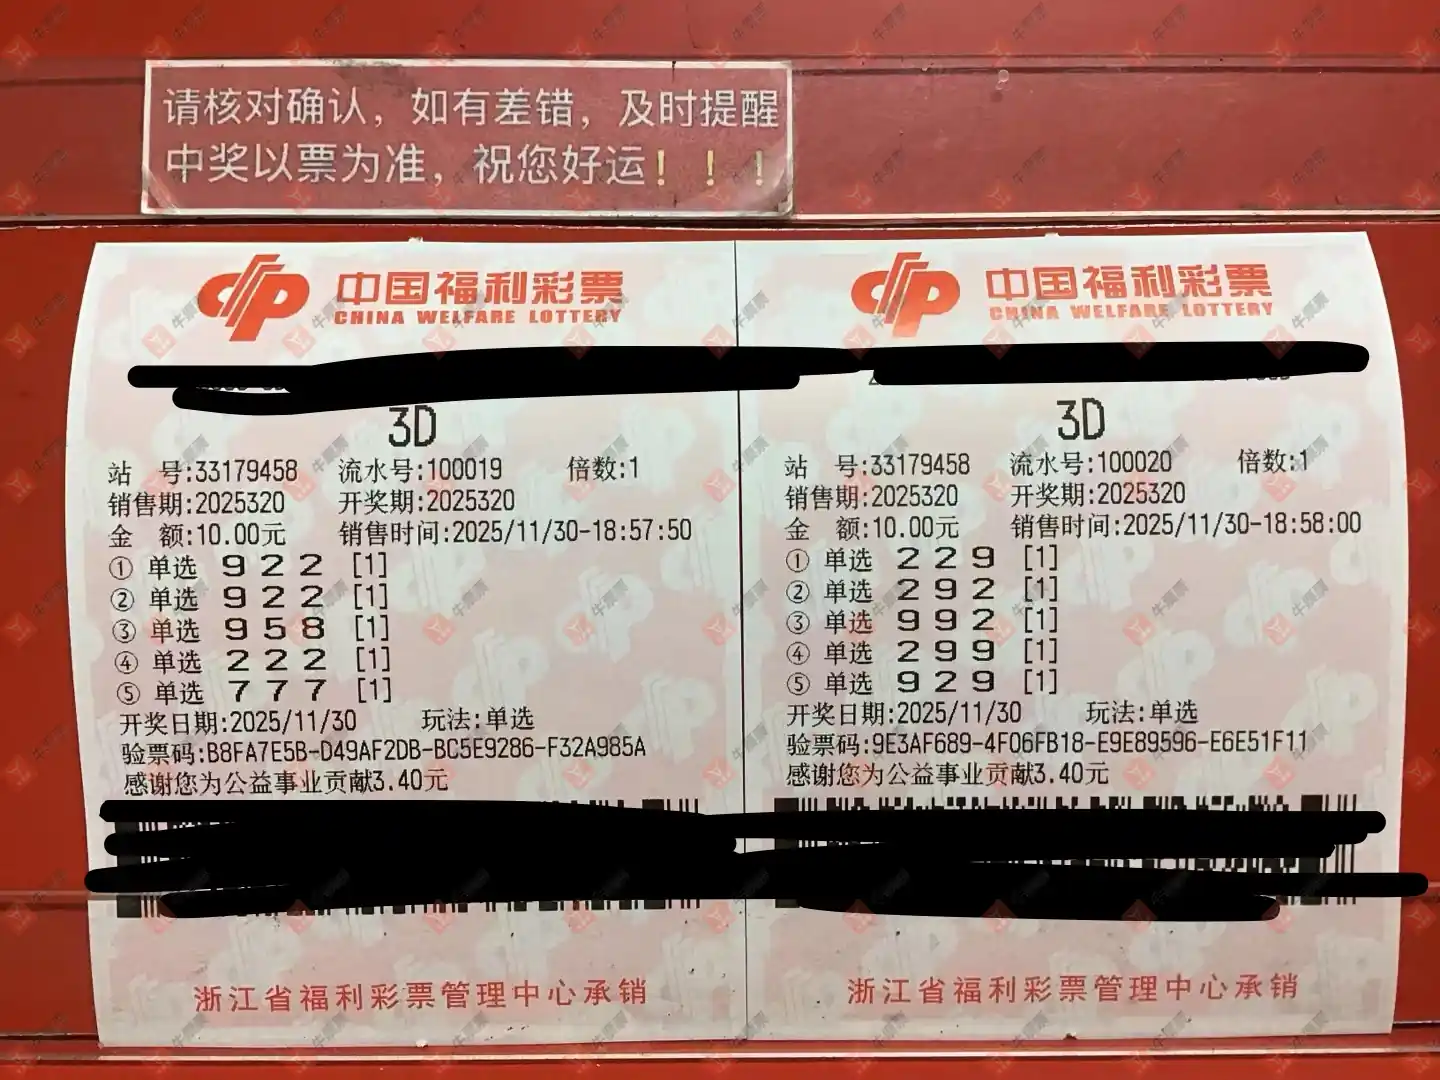 请核对确认，如有差错，及时提醒
中奖以票为准，祝您好运！！！
中国福利彩票
CHINA WELFARE LOTTERY
3D
站 号:33179458 流水号:100019 倍数:1
销售期:2025320 开奖期:2025320
金 额:10.00元 销售时间:2025/11/30-18:57:50
① 单选 9 2 2 [1]
② 单选 9 2 2 [1]
③ 单选 9 5 8 [1]
④ 单选 2 2 2 [1]
⑤ 单选 7 7 7 [1]
开奖日期:2025/11/30 玩法:单选
验票码:B8FA7E5B-D49AF2DB-BC5E9286-F32A985A
感谢您为公益事业贡献3.40元
浙江省福利彩票管理中心承销
中国福利彩票
CHINA WELFARE LOTTERY
3D
站 号:33179458 流水号:100020 倍数:1
销售期:2025320 开奖期:2025320
金 额:10.00元 销售时间:2025/11/30-18:58:00
① 单选 2 2 9 [1]
② 单选 2 9 2 [1]
③ 单选 9 9 2 [1]
④ 单选 2 9 9 [1]
⑤ 单选 9 2 9 [1]
开奖日期:2025/11/30 玩法:单选
验票码:9E3AF689-4F06FB18-E9E89596-E6E51F11
感谢您为公益事业贡献3.40元
浙江省福利彩票管理中心承销